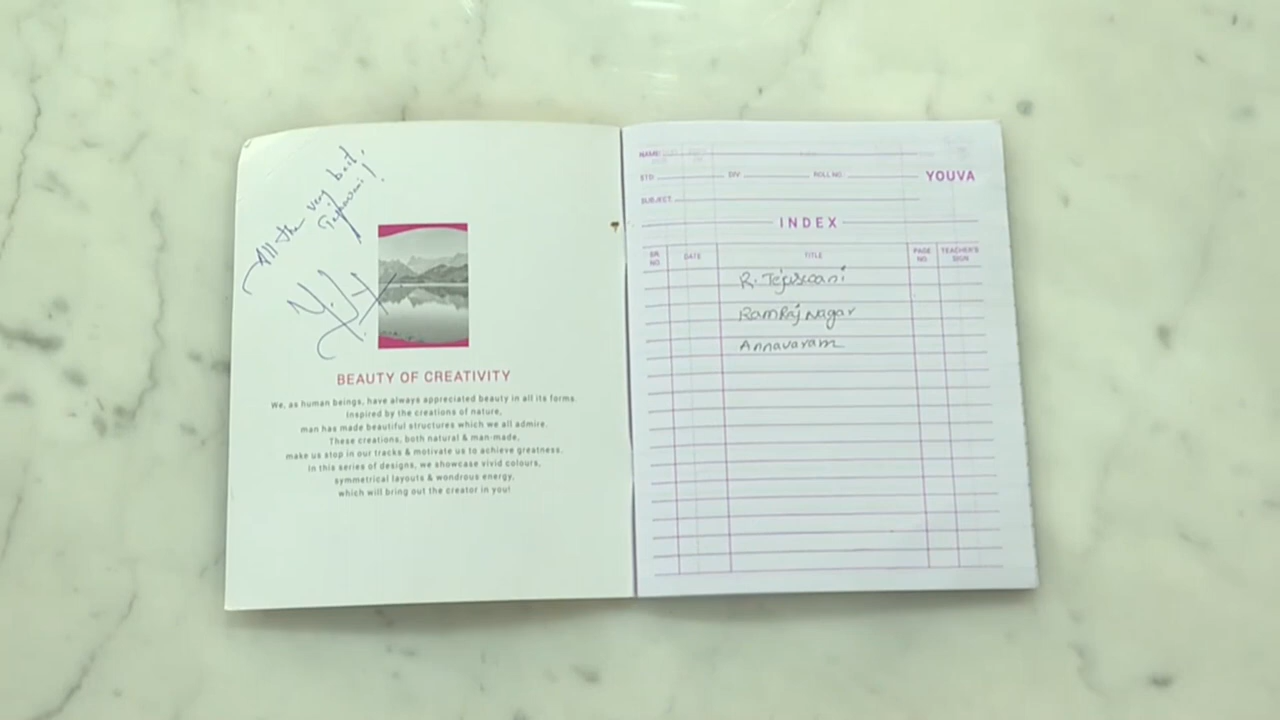 All the very best,
Tejaswani!
BEAUTY OF CREATIVITY
We, as human beings, have always appreciated beauty in all its forms.
Inspired by the creations of nature,
man has made beautiful structures which we all admire.
These creations, both natural & man-made,
make us stop in our tracks & motivate us to achieve greatness.
In this series of designs, we showcase vivid colours,
symmetrical layouts & wondrous energy,
which will bring out the creator in you!
NAME
STD DIV ROLL NO. YOUVA
SUBJECT
INDEX
SR. NO. DATE TITLE PAGE NO. TEACHER'S SIGN
R. Tejaswani
RamRaj Nagar
Annavaram